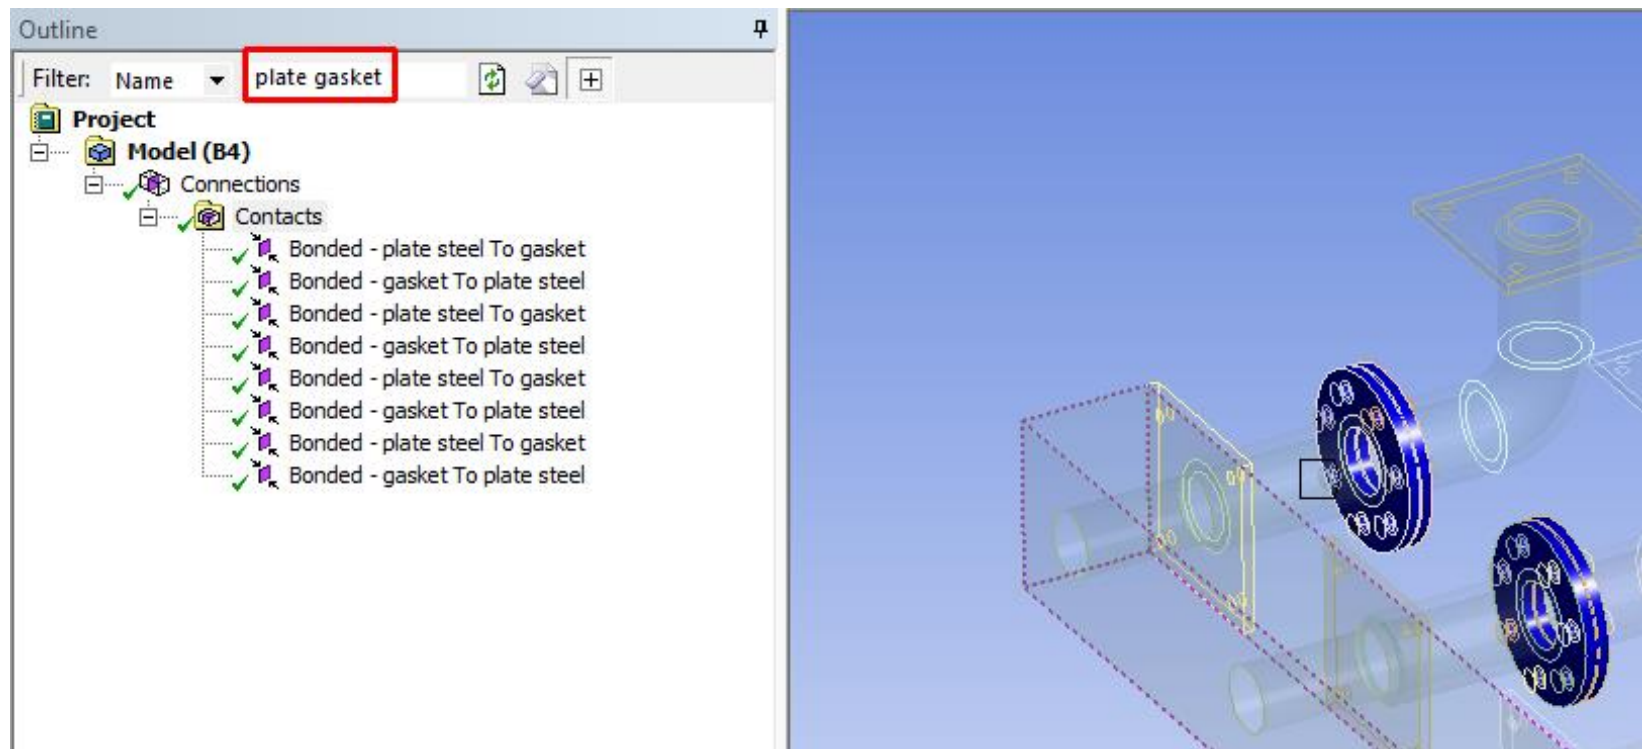 Outline
Filter: Name plate gasket
Project
Model (B4)
Connections
Contacts
Bonded - plate steel To gasket
Bonded - gasket To plate steel
Bonded - plate steel To gasket
Bonded - gasket To plate steel
Bonded - plate steel To gasket
Bonded - gasket To plate steel
Bonded - plate steel To gasket
Bonded - gasket To plate steel